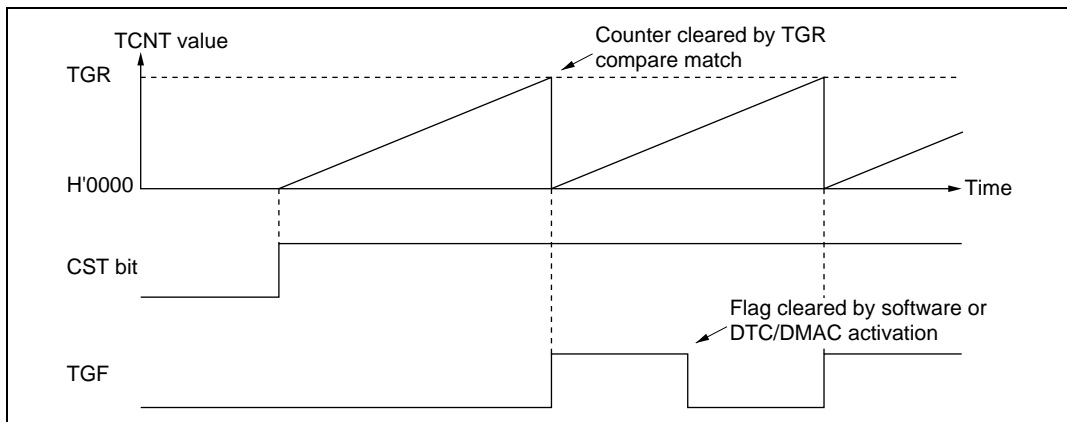 TCNT value
Counter cleared by TGR
compare match
TGR
H'0000
Time
CST bit
Flag cleared by software or
DTC/DMAC activation
TGF